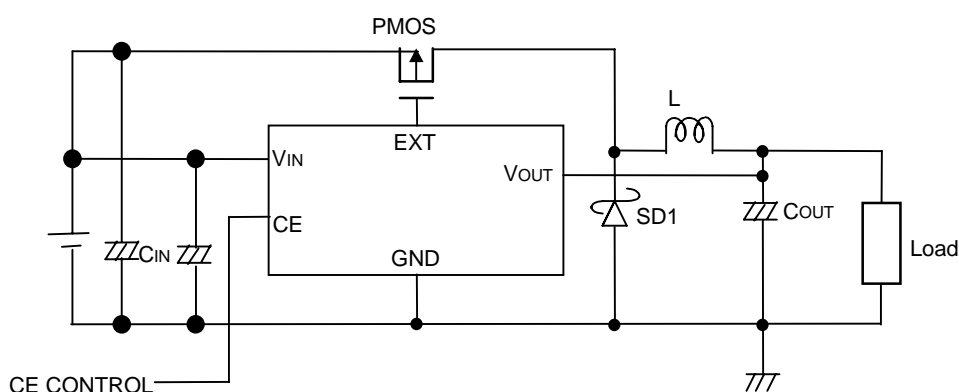 PMOS
L
EXT
VIN
VOUT
CE
SD1
COUT
CIN
GND
Load
CE CONTROL